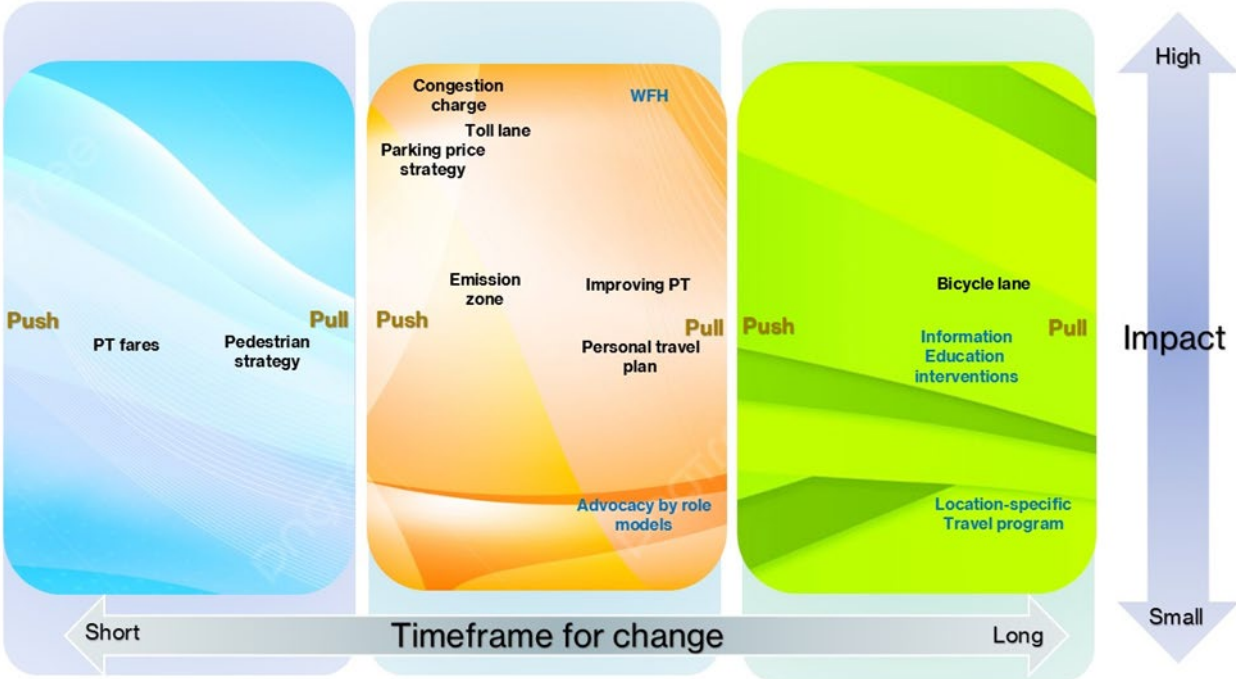 Push
PT fares
Pedestrian
strategy
Pull
Congestion
charge
WFH
Toll lane
Parking price
strategy
Emission
zone
Improving PT
Push
Pull
Personal travel
plan
Advocacy by role
models
Bicycle lane
Push
Pull
Information
Education
interventions
Location-specific
Travel program
High
Impact
Small
Short
Timeframe for change
Long